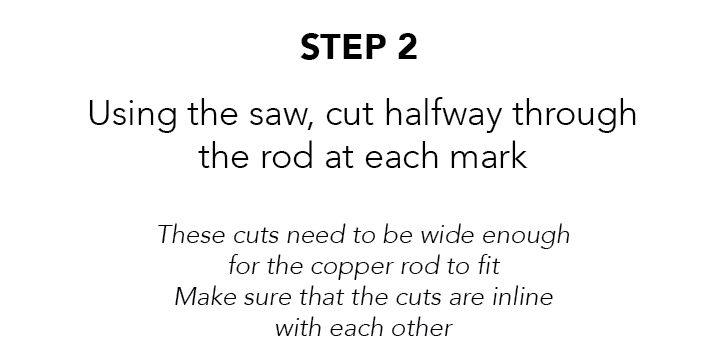 STEP 2
Using the saw, cut halfway through
the rod at each mark
These cuts need to be wide enough
for the copper rod to fit
Make sure that the cuts are inline
with each other